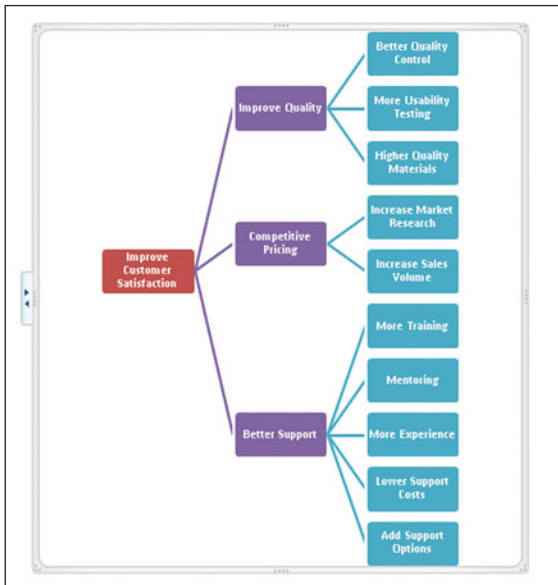 Better Quality
Control
Improve Quality
More Usability
Testing
Higher Quality
Materials
Competitive
Pricing
Increase Market
Research
Increase Sales
Volume
Improve
Customer
Satisfaction
More Training
Mentoring
Better Support
More Experience
Lower Support
Costs
Add Support
Options